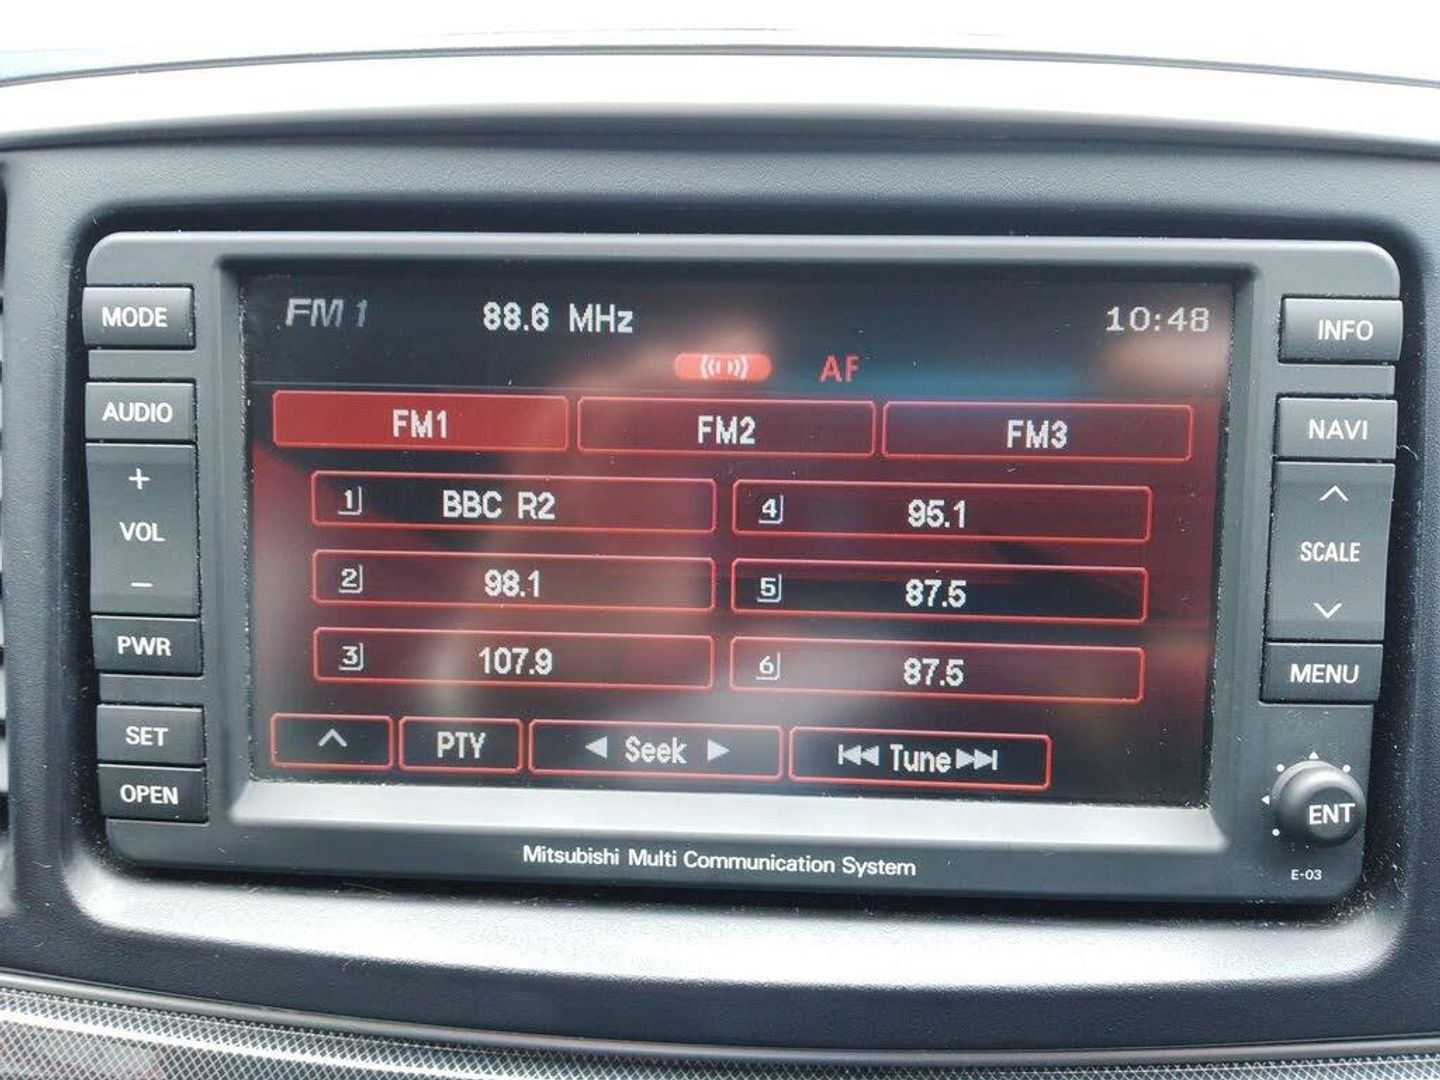 MODE
AUDIO
+
VOL
−
PWR
SET
OPEN
FM 1 88.6 MHz 10:48
AF
FM1 FM2 FM3
1 BBC R2 4 95.1
2 98.1 5 87.5
3 107.9 6 87.5
PTY ◀ Seek ▶ ⏮ Tune ⏭
Mitsubishi Multi Communication System
INFO
NAVI
SCALE
MENU
ENT
E-03